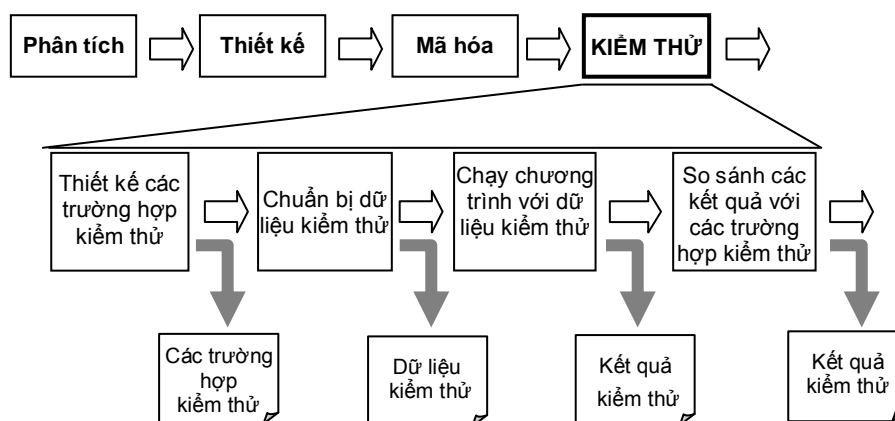 Phân tích
Thiết kế
Mã hóa
KIỂM THỬ
Thiết kế các
trường hợp
kiểm thử
Chuẩn bị dữ
liệu kiểm thử
Chạy chương
trình với dữ
liệu kiểm thử
So sánh các
kết quả với
các trường
hợp kiểm thử
Các trường
hợp
kiểm thử
Dữ liệu
kiểm thử
Kết quả
kiểm thử
Kết quả
kiểm thử